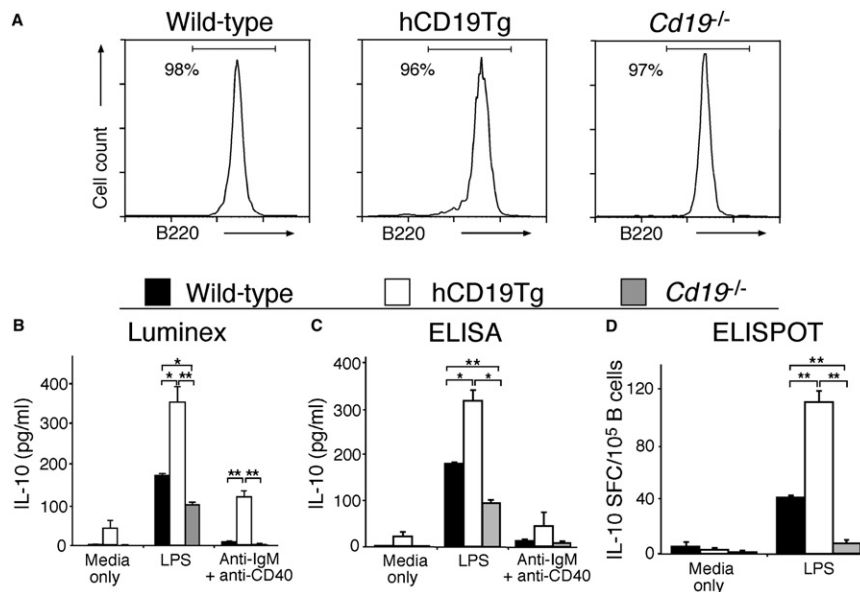 A
Wild-type
hCD19Tg
Cd19-/-
98%
96%
97%
Cell count
B220
B220
B220
Wild-type
hCD19Tg
Cd19-/-
B
Luminex
IL-10 (pg/ml)
400
300
200
100
0
*
* **
** **
Media only
LPS
Anti-IgM + anti-CD40
C
ELISA
IL-10 (pg/ml)
400
300
200
100
0
**
* *
Media only
LPS
Anti-IgM + anti-CD40
D
ELISPOT
IL-10 SFC/10⁵ B cells
120
80
40
0
**
** **
Media only
LPS